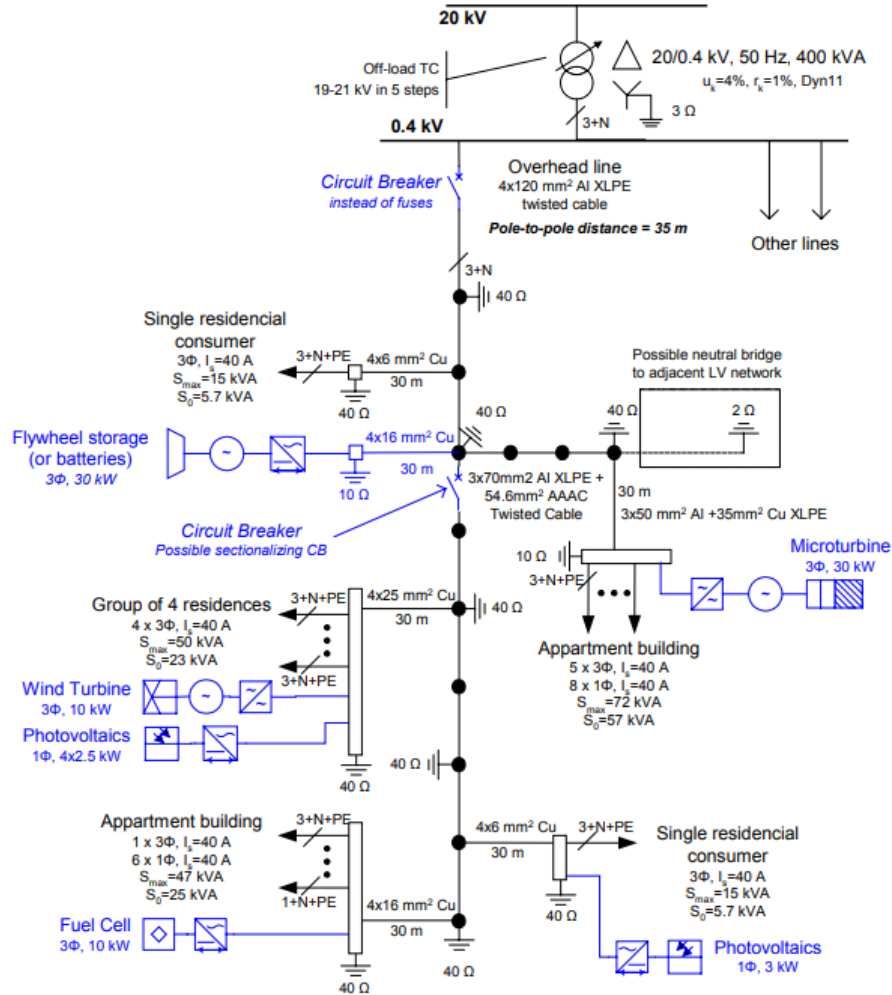 20 kV
Off-load TC
19-21 kV in 5 steps
20/0.4 kV, 50 Hz, 400 kVA
uk=4%, rk=1%, Dyn11
3 Ω
3+N
0.4 kV
Circuit Breaker
instead of fuses
Overhead line
4x120 mm² Al XLPE
twisted cable
Pole-to-pole distance = 35 m
Other lines
3+N
40 Ω
Single residencial
consumer
3Φ, Is=40 A
Smax=15 kVA
S0=5.7 kVA
3+N+PE
4x6 mm² Cu
30 m
40 Ω
Possible neutral bridge
to adjacent LV network
40 Ω
40 Ω
2 Ω
Flywheel storage
(or batteries)
3Φ, 30 kW
4x16 mm² Cu
30 m
10 Ω
3x70mm2 Al XLPE +
54.6mm² AAAC
Twisted Cable
30 m
3x50 mm² Al +35mm² Cu XLPE
Circuit Breaker
Possible sectionalizing CB
10 Ω
3+N+PE
Microturbine
3Φ, 30 kW
Appartment building
5 x 3Φ, Is=40 A
8 x 1Φ, Is=40 A
Smax=72 kVA
S0=57 kVA
Group of 4 residences
4 x 3Φ, Is=40 A
Smax=50 kVA
S0=23 kVA
3+N+PE
3+N+PE
4x25 mm² Cu
30 m
40 Ω
Wind Turbine
3Φ, 10 kW
Photovoltaics
1Φ, 4x2.5 kW
40 Ω
40 Ω
Appartment building
1 x 3Φ, Is=40 A
6 x 1Φ, Is=40 A
Smax=47 kVA
S0=25 kVA
3+N+PE
1+N+PE
4x16 mm² Cu
30 m
40 Ω
Fuel Cell
3Φ, 10 kW
40 Ω
4x6 mm² Cu
30 m
3+N+PE
40 Ω
Single residencial
consumer
3Φ, Is=40 A
Smax=15 kVA
S0=5.7 kVA
Photovoltaics
1Φ, 3 kW